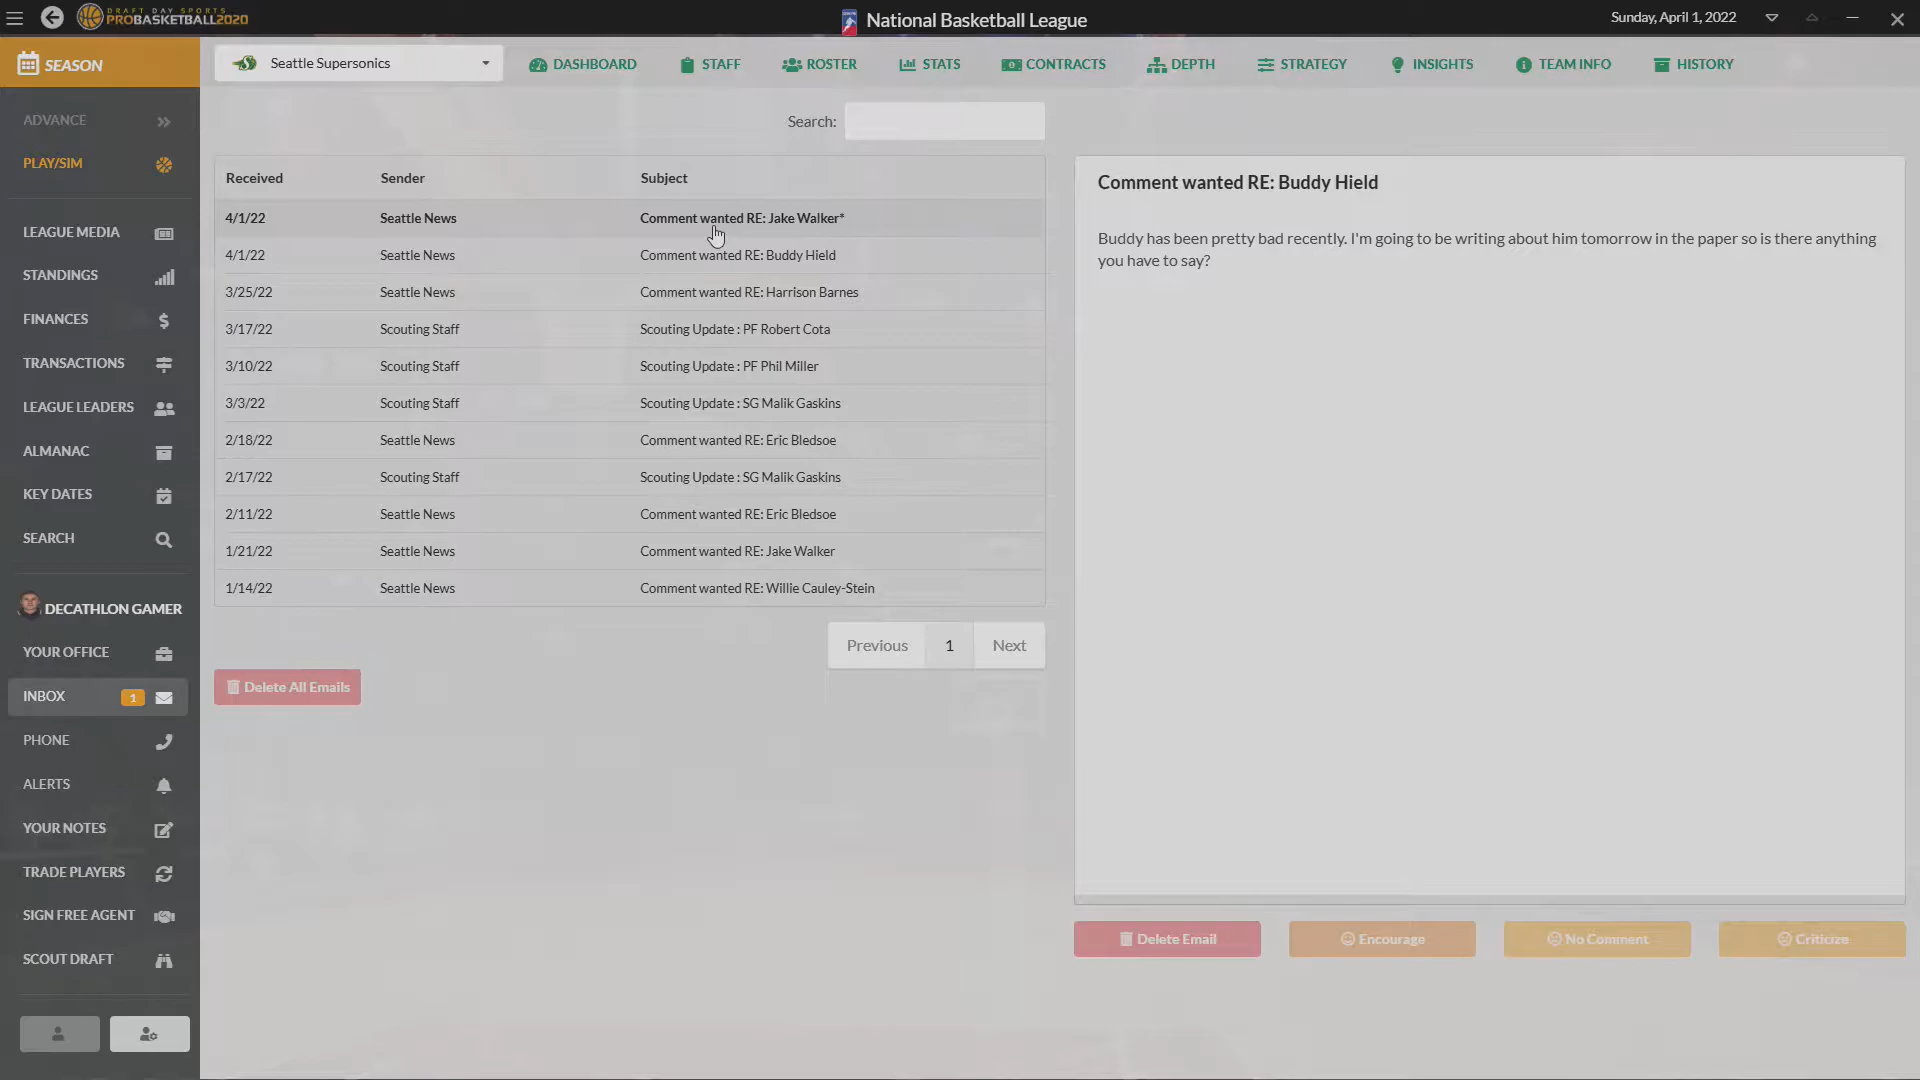 DRAFT DAY SPORTS
PROBASKETBALL2020
National Basketball League
Sunday, April 1, 2022
SEASON
Seattle Supersonics
DASHBOARD
STAFF
ROSTER
STATS
CONTRACTS
DEPTH
STRATEGY
INSIGHTS
TEAM INFO
HISTORY
ADVANCE
PLAY/SIM
LEAGUE MEDIA
STANDINGS
FINANCES
TRANSACTIONS
LEAGUE LEADERS
ALMANAC
KEY DATES
SEARCH
DECATHLON GAMER
YOUR OFFICE
INBOX 1
PHONE
ALERTS
YOUR NOTES
TRADE PLAYERS
SIGN FREE AGENT
SCOUT DRAFT
Search:
Received Sender Subject
4/1/22 Seattle News Comment wanted RE: Jake Walker*
4/1/22 Seattle News Comment wanted RE: Buddy Hield
3/25/22 Seattle News Comment wanted RE: Harrison Barnes
3/17/22 Scouting Staff Scouting Update : PF Robert Cota
3/10/22 Scouting Staff Scouting Update : PF Phil Miller
3/3/22 Scouting Staff Scouting Update : SG Malik Gaskins
2/18/22 Seattle News Comment wanted RE: Eric Bledsoe
2/17/22 Scouting Staff Scouting Update : SG Malik Gaskins
2/11/22 Seattle News Comment wanted RE: Eric Bledsoe
1/21/22 Seattle News Comment wanted RE: Jake Walker
1/14/22 Seattle News Comment wanted RE: Willie Cauley-Stein
Previous 1 Next
Delete All Emails
Comment wanted RE: Buddy Hield
Buddy has been pretty bad recently. I'm going to be writing about him tomorrow in the paper so is there anything
you have to say?
Delete Email
Encourage
No Comment
Criticize